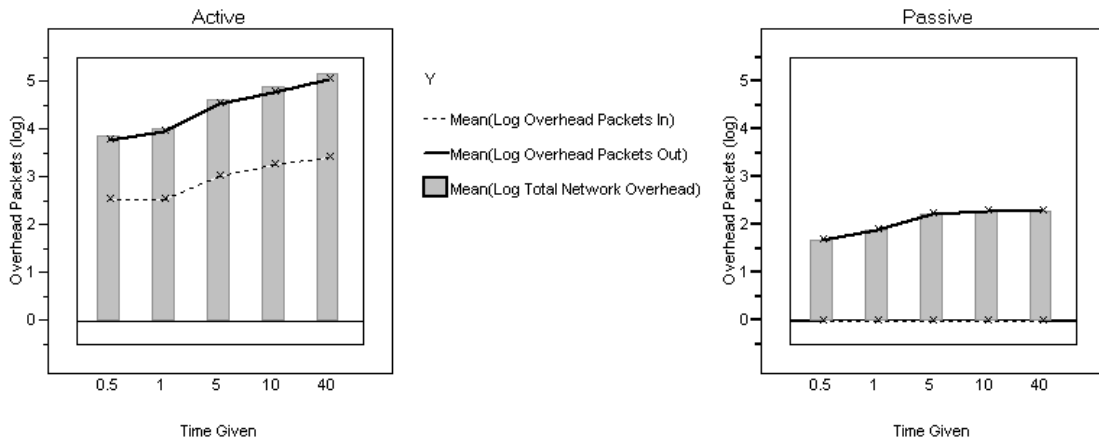 Active
Overhead Packets (log)
5
4
3
2
1
0
0.5 1 5 10 40
Time Given
Y
Mean(Log Overhead Packets In)
Mean(Log Overhead Packets Out)
Mean(Log Total Network Overhead)
Passive
Overhead Packets (log)
5
4
3
2
1
0
0.5 1 5 10 40
Time Given